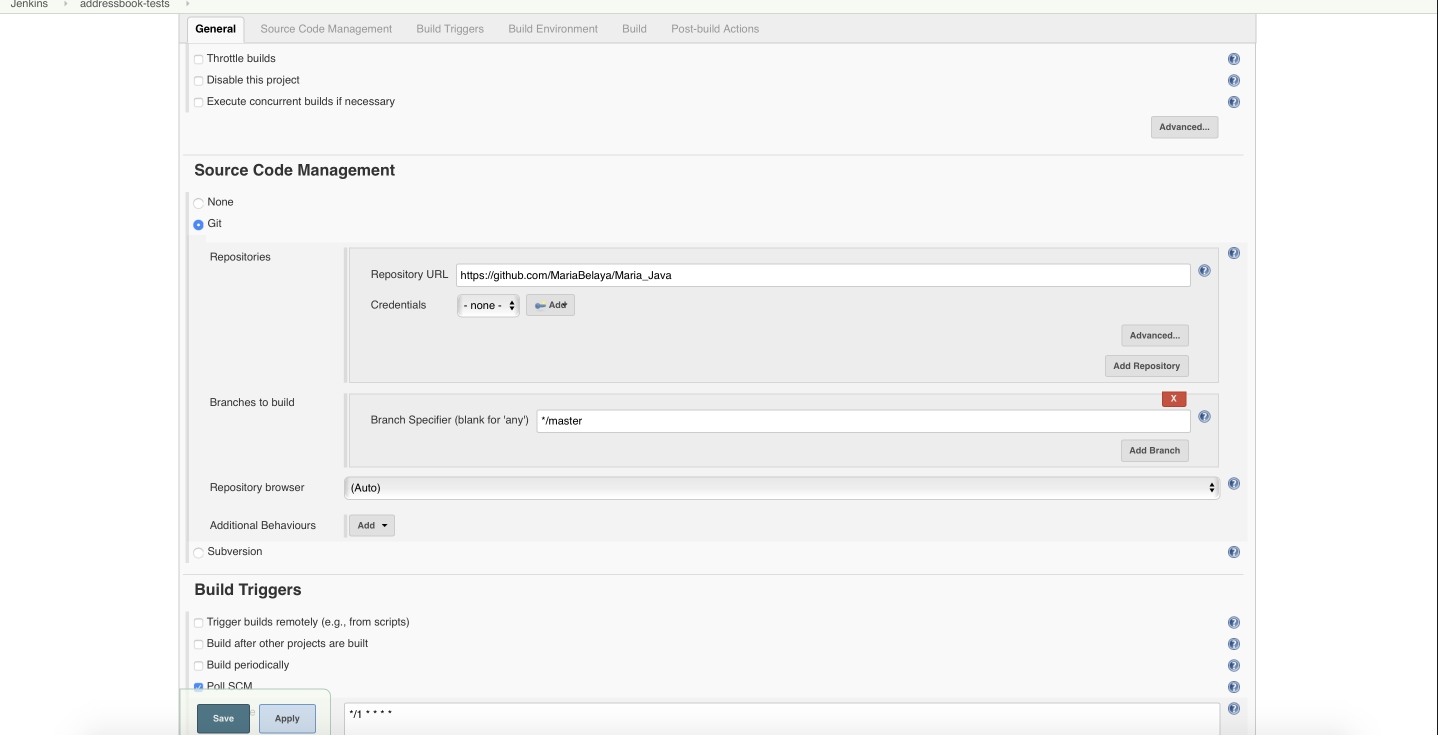 Jenkins addressbook-tests
General Source Code Management Build Triggers Build Environment Build Post-build Actions
Throttle builds
Disable this project
Execute concurrent builds if necessary
Advanced...
Source Code Management
None
Git
Repositories
Repository URL https://github.com/MariaBelaya/Maria_Java
Credentials - none - Add
Advanced...
Add Repository
Branches to build
X
Branch Specifier (blank for 'any') */master
Add Branch
Repository browser (Auto)
Additional Behaviours Add
Subversion
Build Triggers
Trigger builds remotely (e.g., from scripts)
Build after other projects are built
Build periodically
Poll SCM
Save Apply */1 * * * *